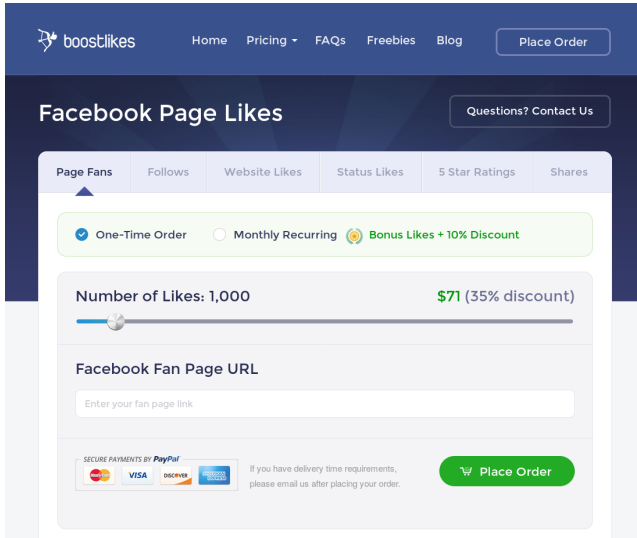 boostlikes
Home Pricing FAQs Freebies Blog Place Order
Facebook Page Likes
Questions? Contact Us
Page Fans Follows Website Likes Status Likes 5 Star Ratings Shares
One-Time Order Monthly Recurring Bonus Likes + 10% Discount
Number of Likes: 1,000 $71 (35% discount)
Facebook Fan Page URL
Enter your fan page link
SECURE PAYMENTS BY PayPal
MasterCard VISA DISCOVER AMERICAN EXPRESS
If you have delivery time requirements,
please email us after placing your order.
Place Order